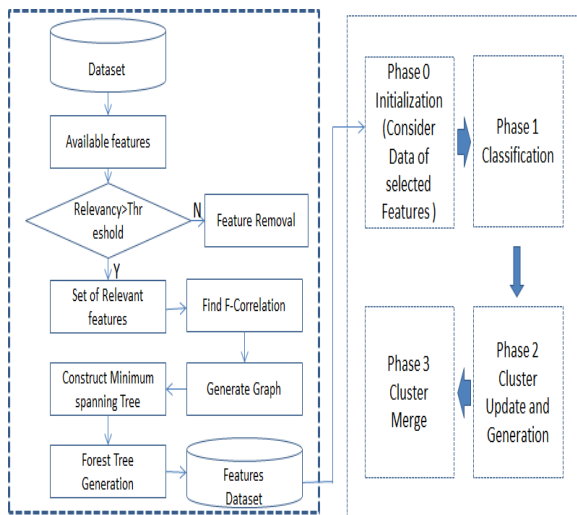 Dataset
Available features
Relevancy>Thr
eshold
N
Feature Removal
Y
Set of Relevant
features
Find F-Correlation
Construct Minimum
spanning Tree
Generate Graph
Forest Tree
Generation
Features
Dataset
Phase 0
Initialization
(Consider
Data of
selected
Features )
Phase 1
Classification
Phase 2
Cluster
Update and
Generation
Phase 3
Cluster
Merge